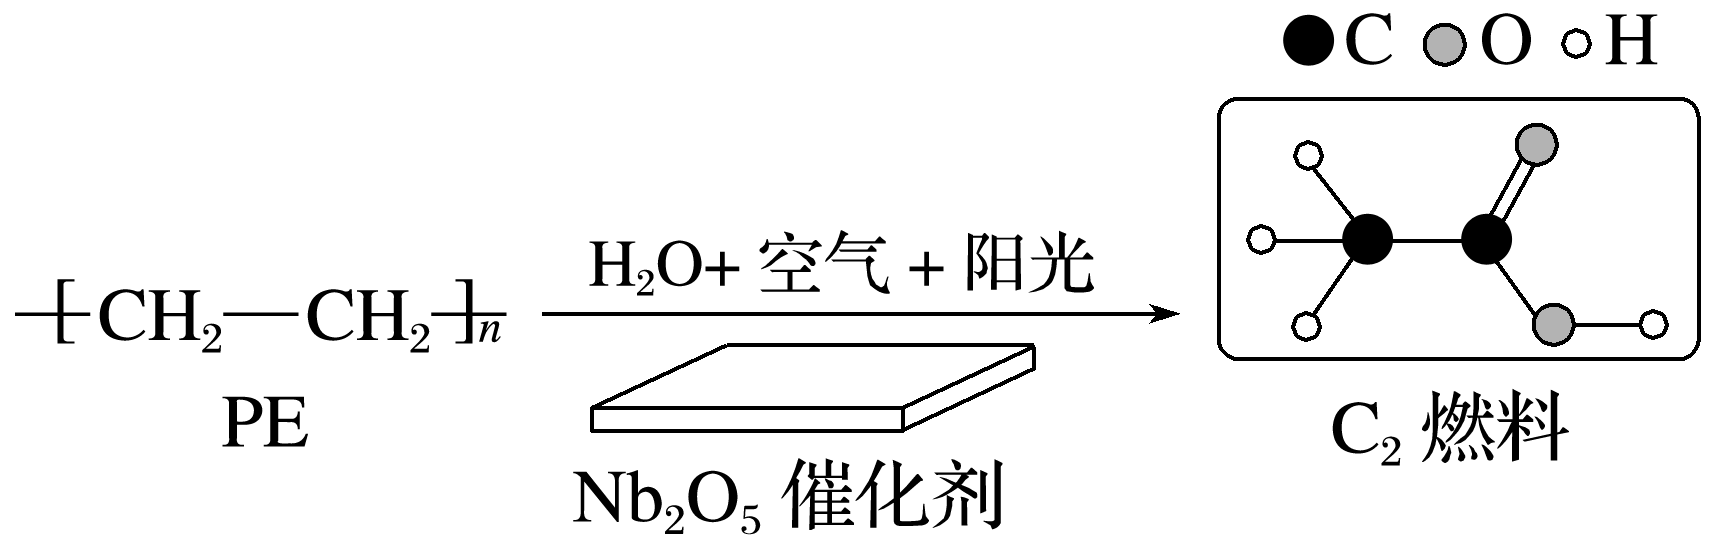 C O H
H₂O+ 空气 + 阳光
[CH₂—CH₂]ₙ
PE
Nb₂O₅ 催化剂
C₂ 燃料